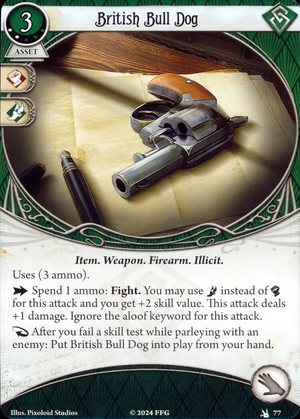 British Bull Dog
3
ASSET
Item. Weapon. Firearm. Illicit.
Uses (3 ammo).
Spend 1 ammo: Fight. You may use instead of
for this attack and you get +2 skill value. This attack deals
+1 damage. Ignore the aloof keyword for this attack.
After you fail a skill test while parleying with an
enemy: Put British Bull Dog into play from your hand.
Illus. Pixoloid Studios
© 2024 FFG
77